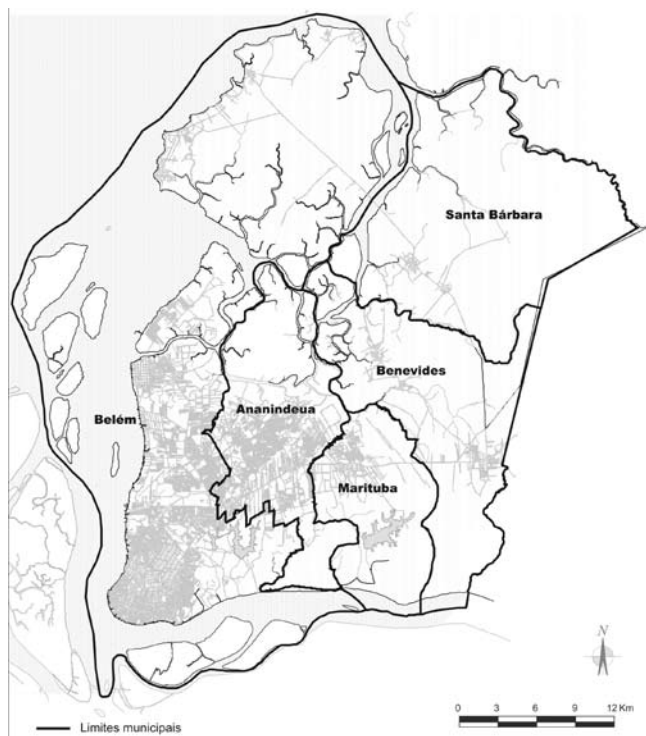 Santa Bárbara
Benevides
Belém
Ananindeua
Marituba
N
0 3 6 9 12 Km
Limites municipais